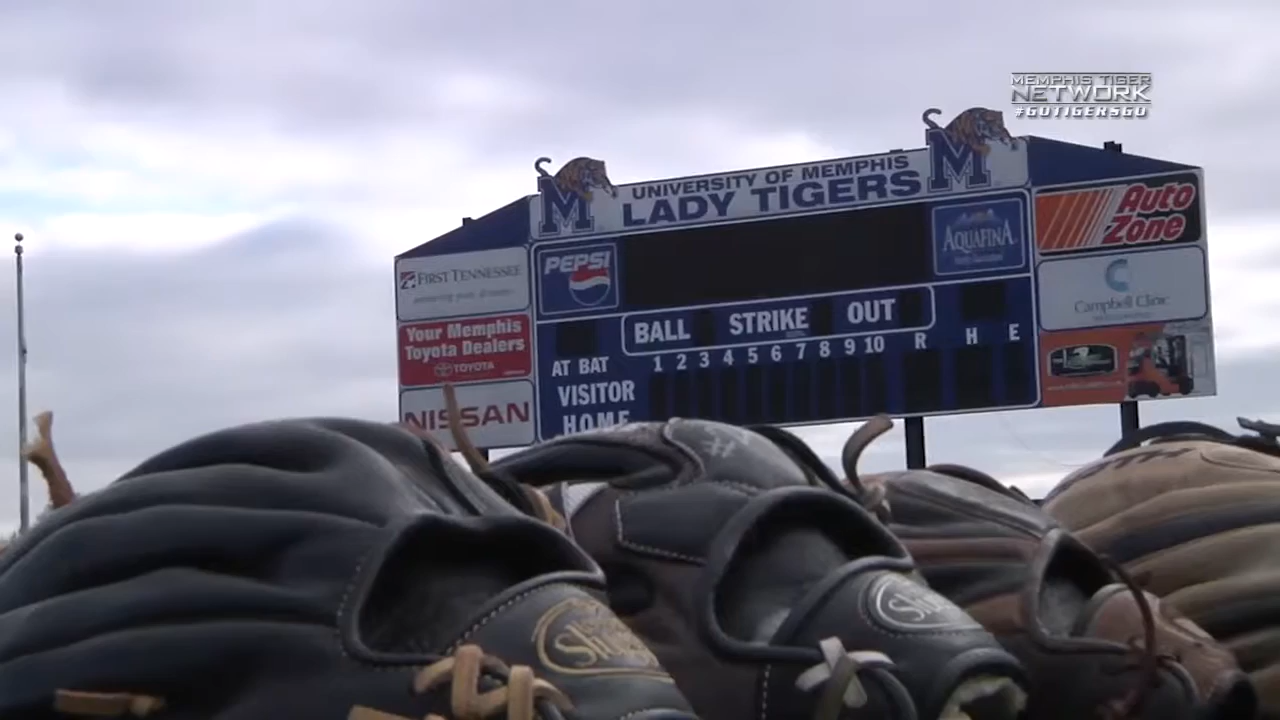 MEMPHIS TIGER
NETWORK
#GOTIGERSGO
UNIVERSITY OF MEMPHIS
LADY TIGERS
M
M
FIRST TENNESSEE
PEPSI
AQUAFINA
Auto
Zone
Your Memphis
Toyota Dealers
TOYOTA
Campbell Clinic
BALL STRIKE OUT
AT BAT
1 2 3 4 5 6 7 8 9 10 R H E
VISITOR
HOME
NISSAN